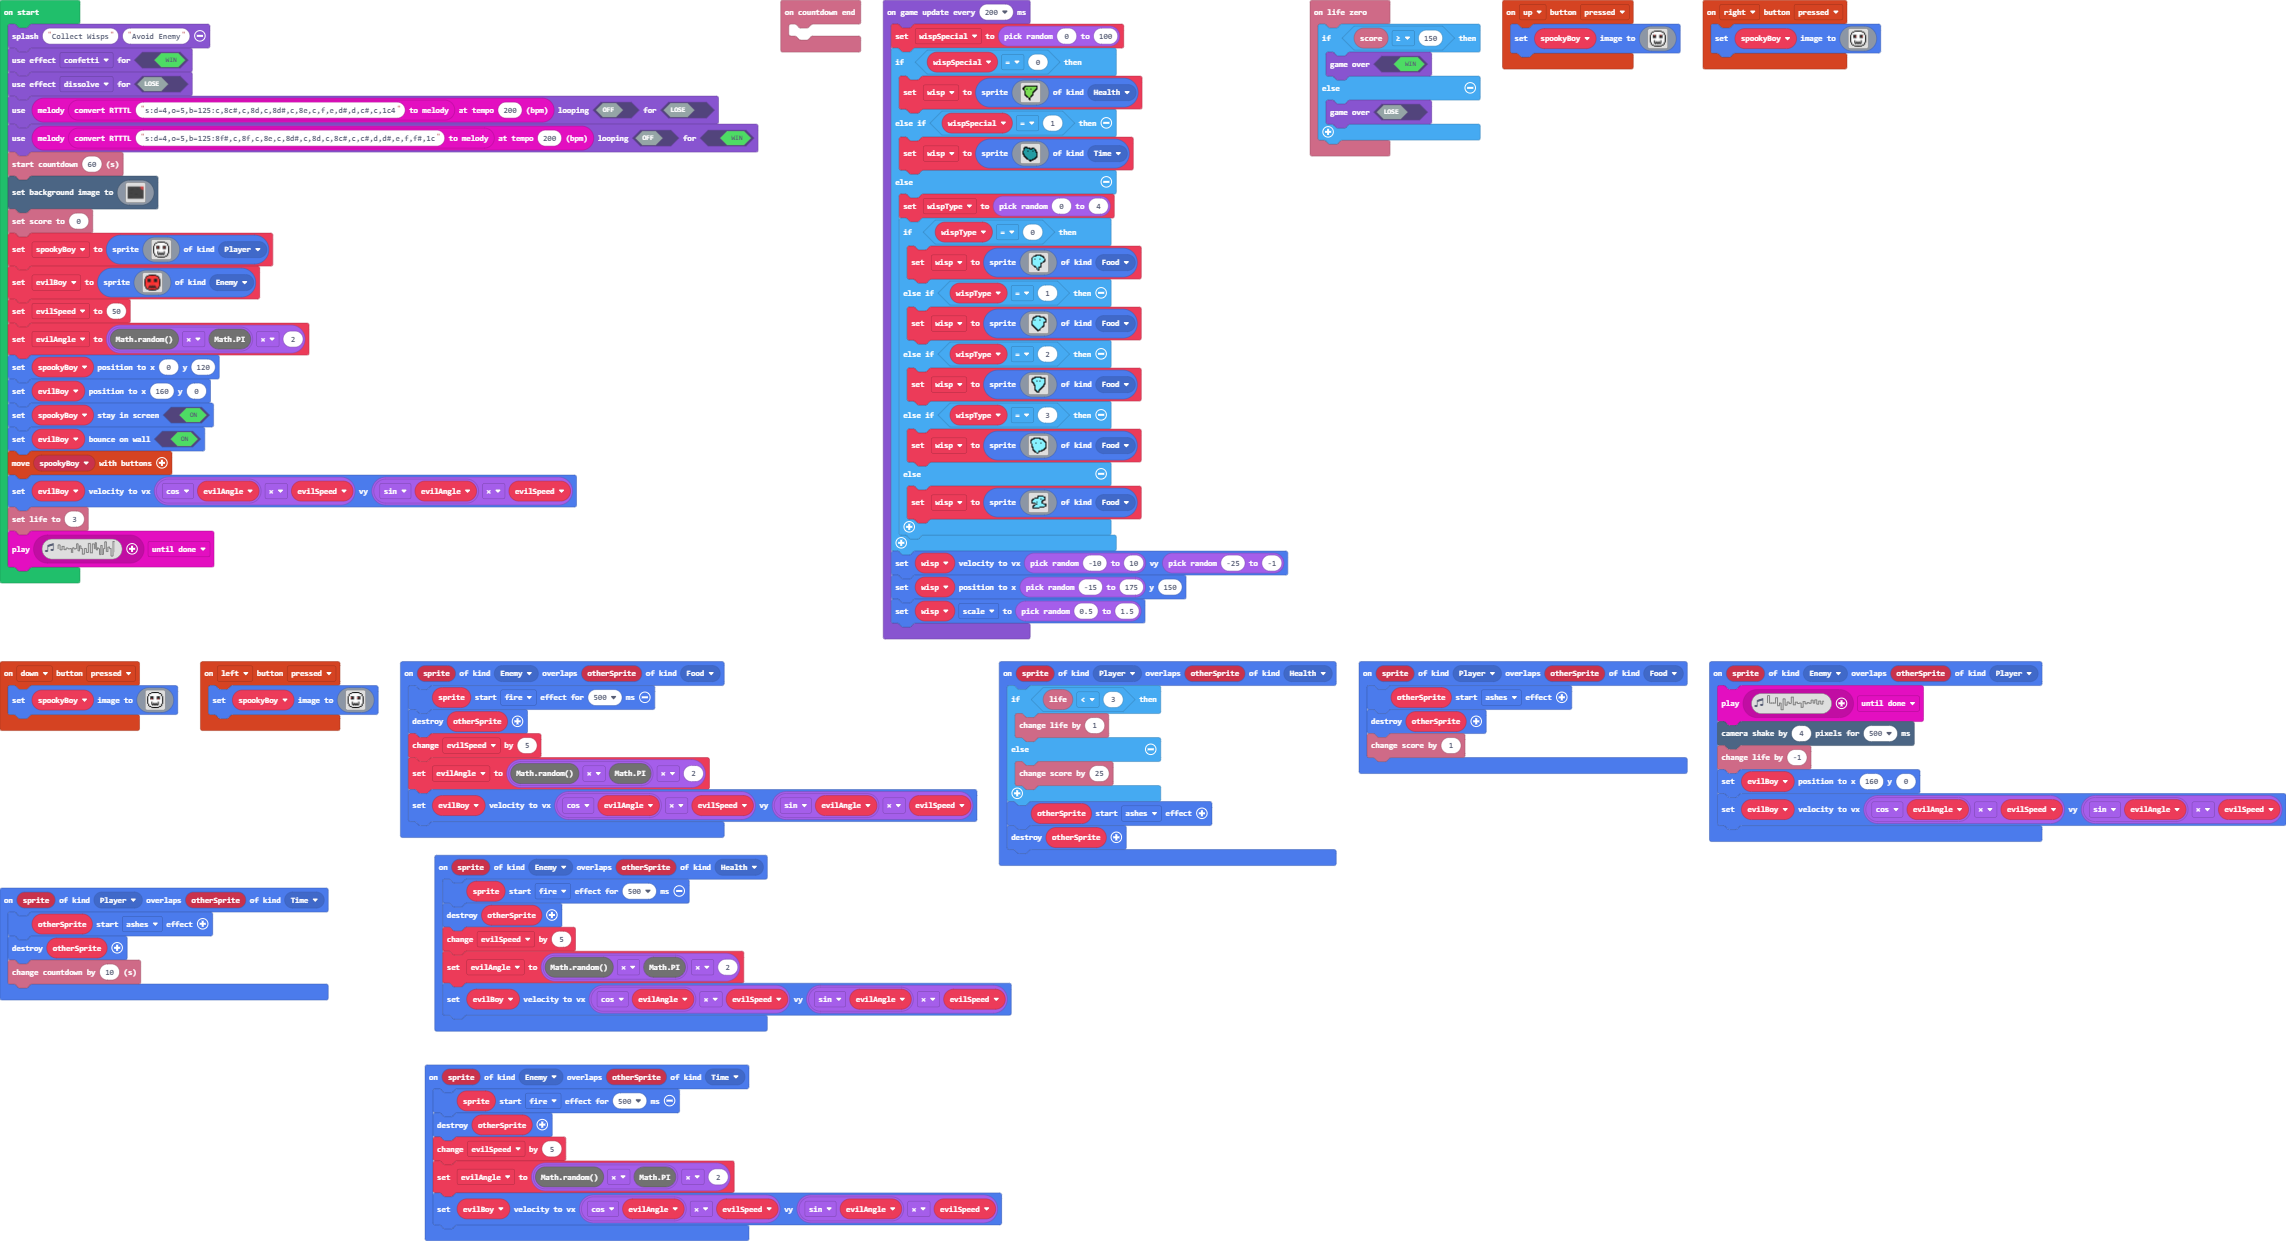 on start
splash "Collect Wisps" "Avoid Enemy"
use effect confetti for WIN
use effect dissolve for LOSE
use melody convert RTTTL "s:d=4,o=5,b=125:c,8c#,c,8d,c,8d#,c,8e,c,f,e,d#,d,c#,c,1c4" to melody at tempo 200 (bpm) looping OFF for LOSE
use melody convert RTTTL "s:d=4,o=5,b=125:8f#,c,8f,c,8e,c,8d#,c,8d,c,8c#,c,c#,d,d#,e,f,f#,1c" to melody at tempo 200 (bpm) looping OFF for WIN
start countdown 60 (s)
set background image to
set score to 0
set spookyBoy to sprite of kind Player
set evilBoy to sprite of kind Enemy
set evilSpeed to 50
set evilAngle to Math.random() × Math.PI × 2
set spookyBoy position to x 0 y 120
set evilBoy position to x 160 y 0
set spookyBoy stay in screen ON
set evilBoy bounce on wall ON
move spookyBoy with buttons
set evilBoy velocity to vx cos evilAngle × evilSpeed vy sin evilAngle × evilSpeed
set life to 3
play until done
on countdown end
on game update every 200 ms
set wispSpecial to pick random 0 to 100
if wispSpecial = 0 then
set wisp to sprite of kind Health
else if wispSpecial = 1 then
set wisp to sprite of kind Time
else
set wispType to pick random 0 to 4
if wispType = 0 then
set wisp to sprite of kind Food
else if wispType = 1 then
set wisp to sprite of kind Food
else if wispType = 2 then
set wisp to sprite of kind Food
else if wispType = 3 then
set wisp to sprite of kind Food
else
set wisp to sprite of kind Food
set wisp velocity to vx pick random -10 to 10 vy pick random -25 to -1
set wisp position to x pick random -15 to 175 y 150
set wisp scale to pick random 0.5 to 1.5
on life zero
if score ≥ 150 then
game over WIN
else
game over LOSE
on up button pressed
set spookyBoy image to
on right button pressed
set spookyBoy image to
on down button pressed
set spookyBoy image to
on left button pressed
set spookyBoy image to
on sprite of kind Enemy overlaps otherSprite of kind Food
sprite start fire effect for 500 ms
destroy otherSprite
change evilSpeed by 5
set evilAngle to Math.random() × Math.PI × 2
set evilBoy velocity to vx cos evilAngle × evilSpeed vy sin evilAngle × evilSpeed
on sprite of kind Player overlaps otherSprite of kind Health
if life < 3 then
change life by 1
else
change score by 25
otherSprite start ashes effect
destroy otherSprite
on sprite of kind Player overlaps otherSprite of kind Food
otherSprite start ashes effect
destroy otherSprite
change score by 1
on sprite of kind Enemy overlaps otherSprite of kind Player
play until done
camera shake by 4 pixels for 500 ms
change life by -1
set evilBoy position to x 160 y 0
set evilBoy velocity to vx cos evilAngle × evilSpeed vy sin evilAngle × evilSpeed
on sprite of kind Player overlaps otherSprite of kind Time
otherSprite start ashes effect
destroy otherSprite
change countdown by 10 (s)
on sprite of kind Enemy overlaps otherSprite of kind Health
sprite start fire effect for 500 ms
destroy otherSprite
change evilSpeed by 5
set evilAngle to Math.random() × Math.PI × 2
set evilBoy velocity to vx cos evilAngle × evilSpeed vy sin evilAngle × evilSpeed
on sprite of kind Enemy overlaps otherSprite of kind Time
sprite start fire effect for 500 ms
destroy otherSprite
change evilSpeed by 5
set evilAngle to Math.random() × Math.PI × 2
set evilBoy velocity to vx cos evilAngle × evilSpeed vy sin evilAngle × evilSpeed